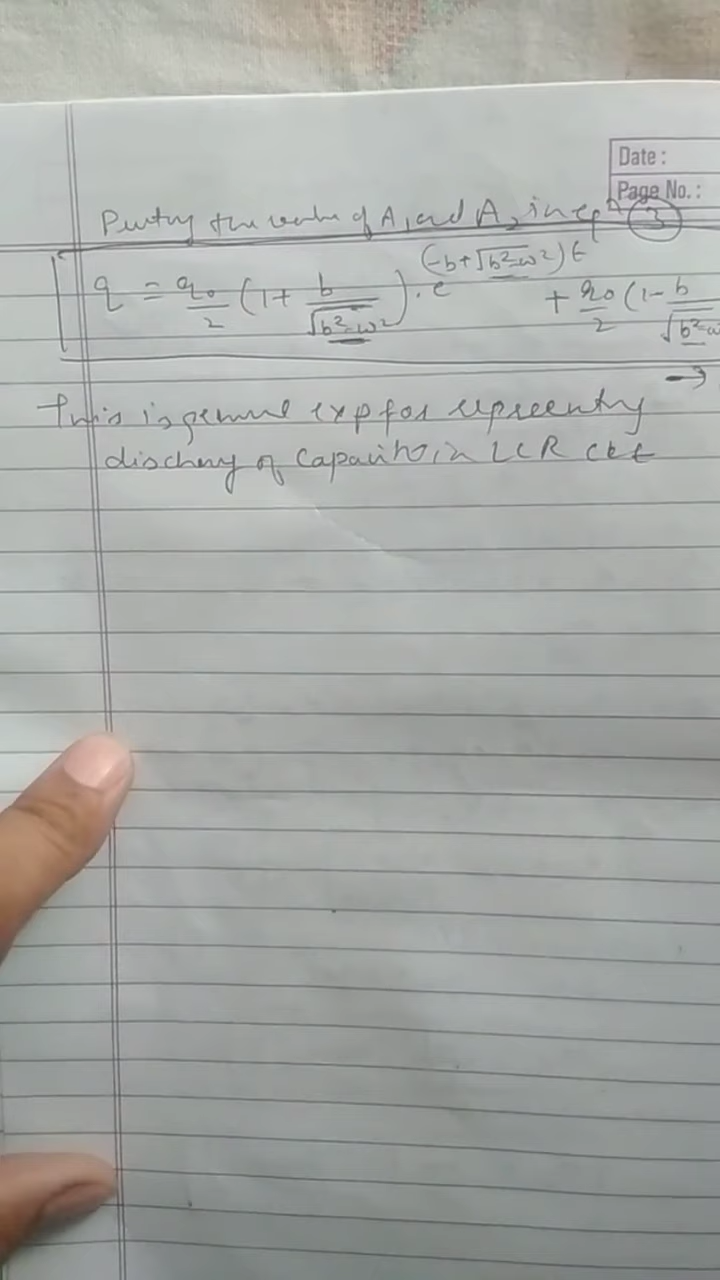 Date :
Page No. :
Putting the value of A₁ and A₂ in eqⁿ ③
q = q₀/2 (1 + b/√(b²-ω²)) . e^((-b+√(b²-ω²))t) + q₀/2 (1 - b/√(b²-ω
→
This is general exp for representing
discharg of Capacitor in LCR ckt